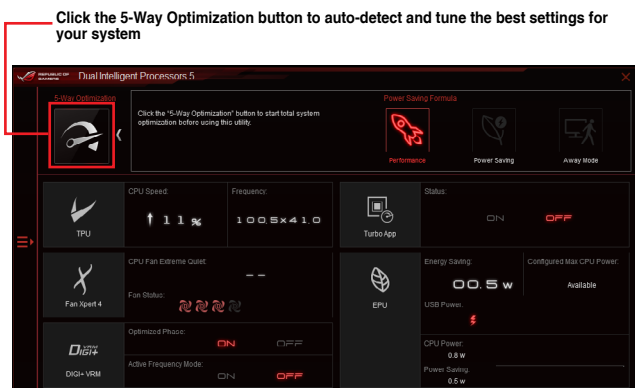 Click the 5-Way Optimization button to auto-detect and tune the best settings for
your system
REPUBLIC OF
GAMERS
Dual Intelligent Processors 5
5-Way Optimization
Click the "5-Way Optimization" button to start total system
optimization before using this utility.
Power Saving Formula
Performance
Power Saving
Away Mode
TPU
CPU Speed:
11%
Frequency:
100.5x41.0
Turbo App
Status:
ON OFF
Fan Xpert 4
CPU Fan Extreme Quiet:
--
Fan Status:
EPU
Energy Saving:
00.5 w
Configured Max CPU Power:
Available
USB Power:
DIGI+ VRM
DIGI+ VRM
Optimized Phase:
ON OFF
Active Frequency Mode:
ON OFF
CPU Power:
0.8 w
Power Saving:
0.5 w